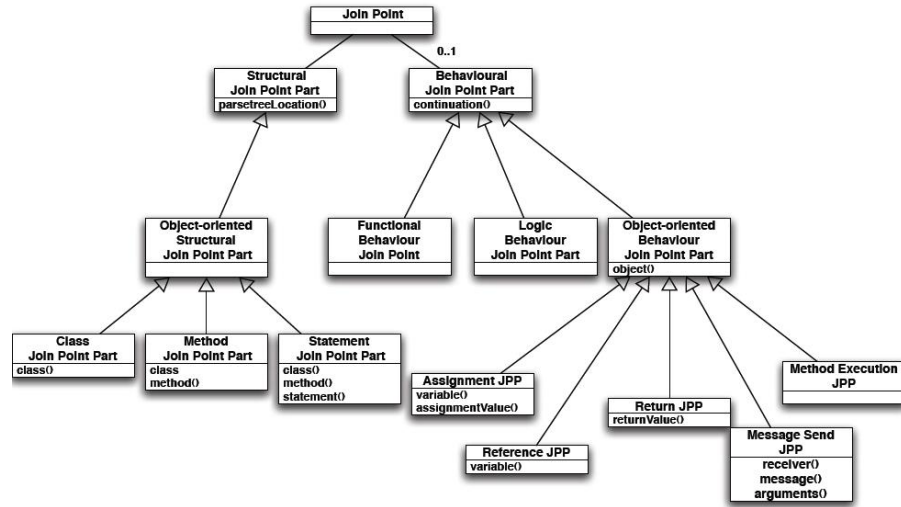 Join Point
0..1
Structural
Join Point Part
parsetreeLocation()
Behavioural
Join Point Part
continuation()
Object-oriented
Structural
Join Point Part
Functional
Behaviour
Join Point
Logic
Behaviour
Join Point Part
Object-oriented
Behaviour
Join Point Part
object()
Class
Join Point Part
class()
Method
Join Point Part
class
method()
Statement
Join Point Part
class()
method()
statement()
Assignment JPP
variable()
assignmentValue()
Reference JPP
variable()
Return JPP
returnValue()
Message Send
JPP
receiver()
message()
arguments()
Method Execution
JPP